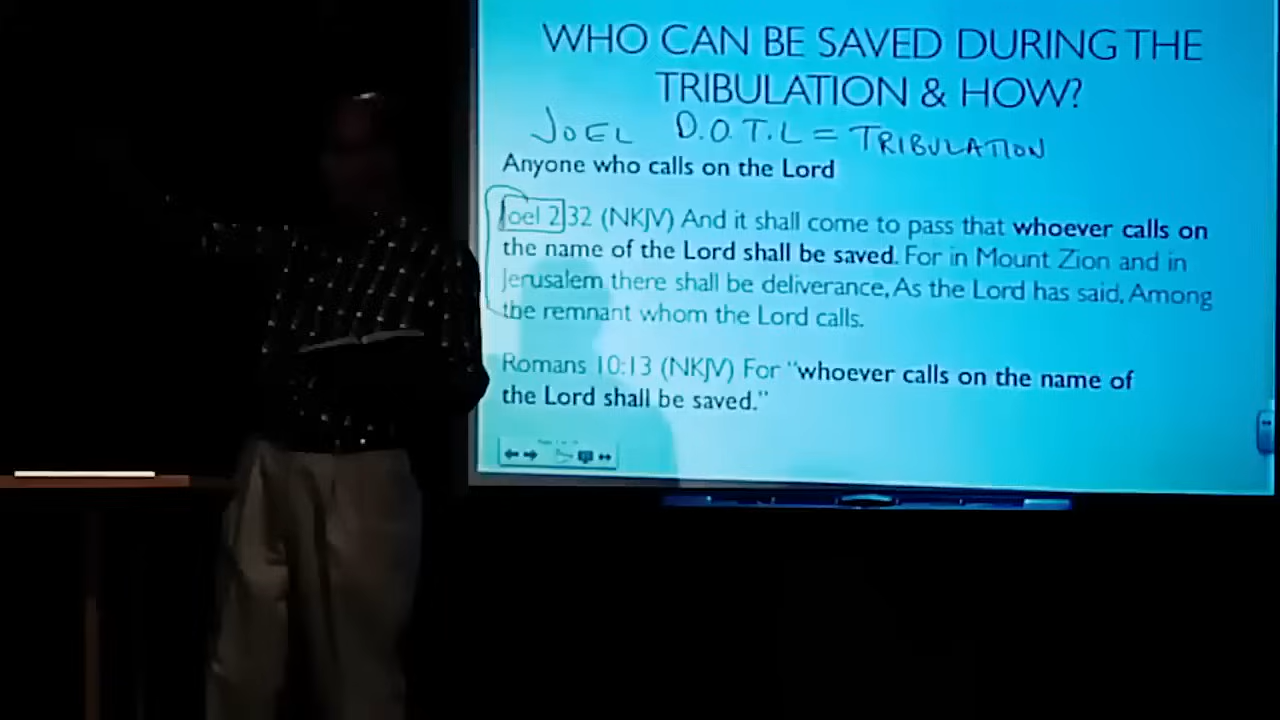 WHO CAN BE SAVED DURING THE
TRIBULATION & HOW?
JOEL D.O.T.L = TRIBULATION
Anyone who calls on the Lord
Joel 2:32 (NKJV) And it shall come to pass that whoever calls on
the name of the Lord shall be saved. For in Mount Zion and in
Jerusalem there shall be deliverance, As the Lord has said, Among
the remnant whom the Lord calls.
Romans 10:13 (NKJV) For "whoever calls on the name of
the Lord shall be saved."